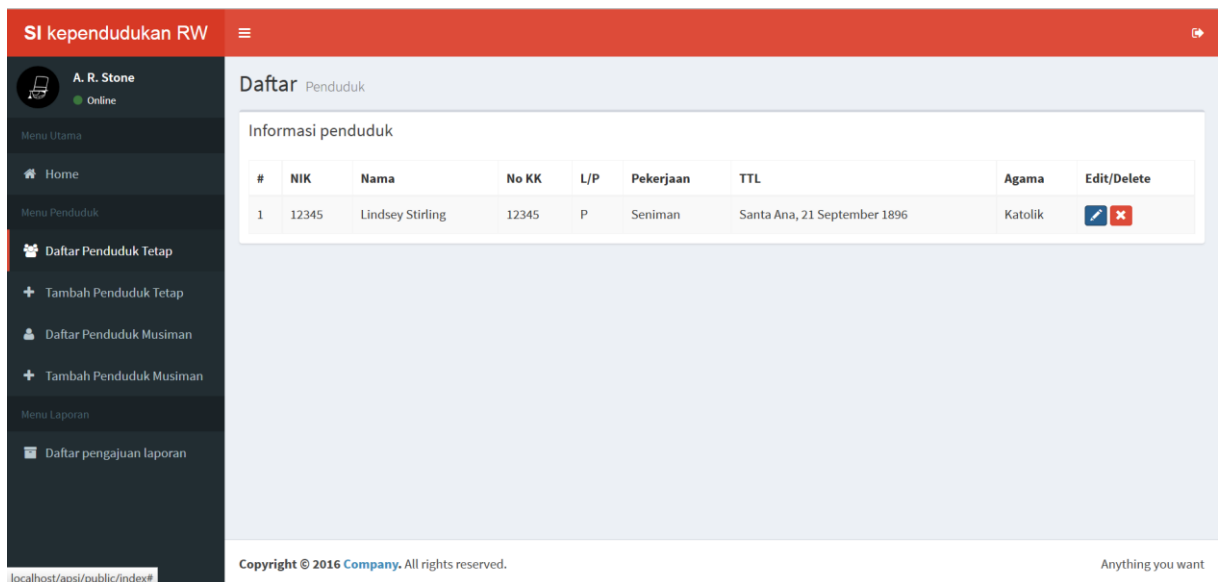 SI kependudukan RW
A. R. Stone
Online
Menu Utama
Home
Menu Penduduk
Daftar Penduduk Tetap
Tambah Penduduk Tetap
Daftar Penduduk Musiman
Tambah Penduduk Musiman
Menu Laporan
Daftar pengajuan laporan
localhost/apsi/public/index#
Daftar Penduduk
Informasi penduduk
# NIK Nama No KK L/P Pekerjaan TTL Agama Edit/Delete
1 12345 Lindsey Stirling 12345 P Seniman Santa Ana, 21 September 1896 Katolik
Copyright © 2016 Company. All rights reserved. Anything you want